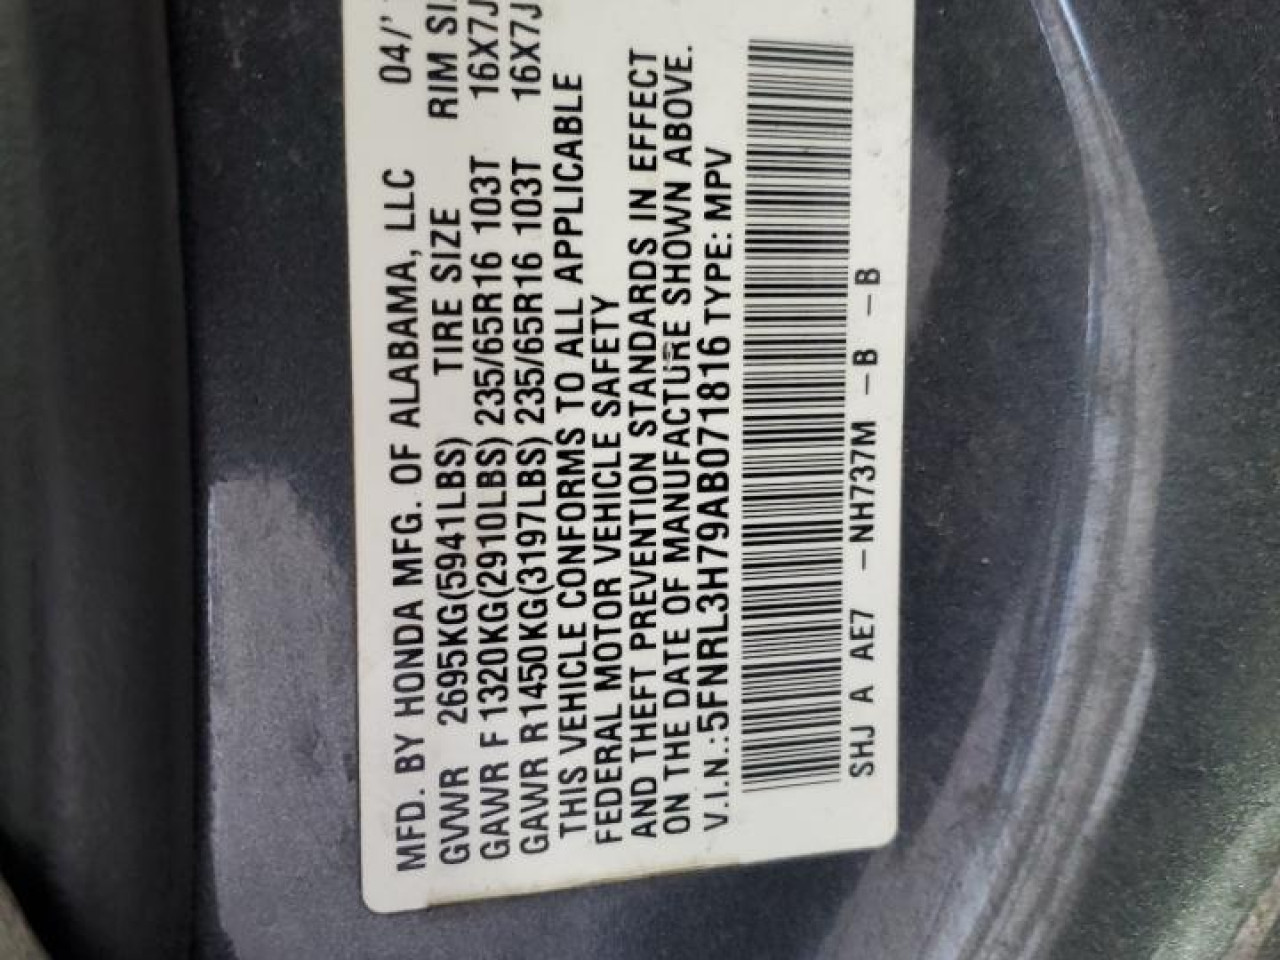 MFD. BY HONDA MFG. OF ALABAMA, LLC 04/'
GVWR 2695KG(5941LBS) TIRE SIZE RIM SI
GAWR F 1320KG(2910LBS) 235/65R16 103T 16X7J
GAWR R 1450KG(3197LBS) 235/65R16 103T 16X7J
THIS VEHICLE CONFORMS TO ALL APPLICABLE
FEDERAL MOTOR VEHICLE SAFETY
AND THEFT PREVENTION STANDARDS IN EFFECT
ON THE DATE OF MANUFACTURE SHOWN ABOVE.
V.I.N.:5FNRL3H79AB071816 TYPE: MPV
SHJ A AE7 -NH737M -B -B